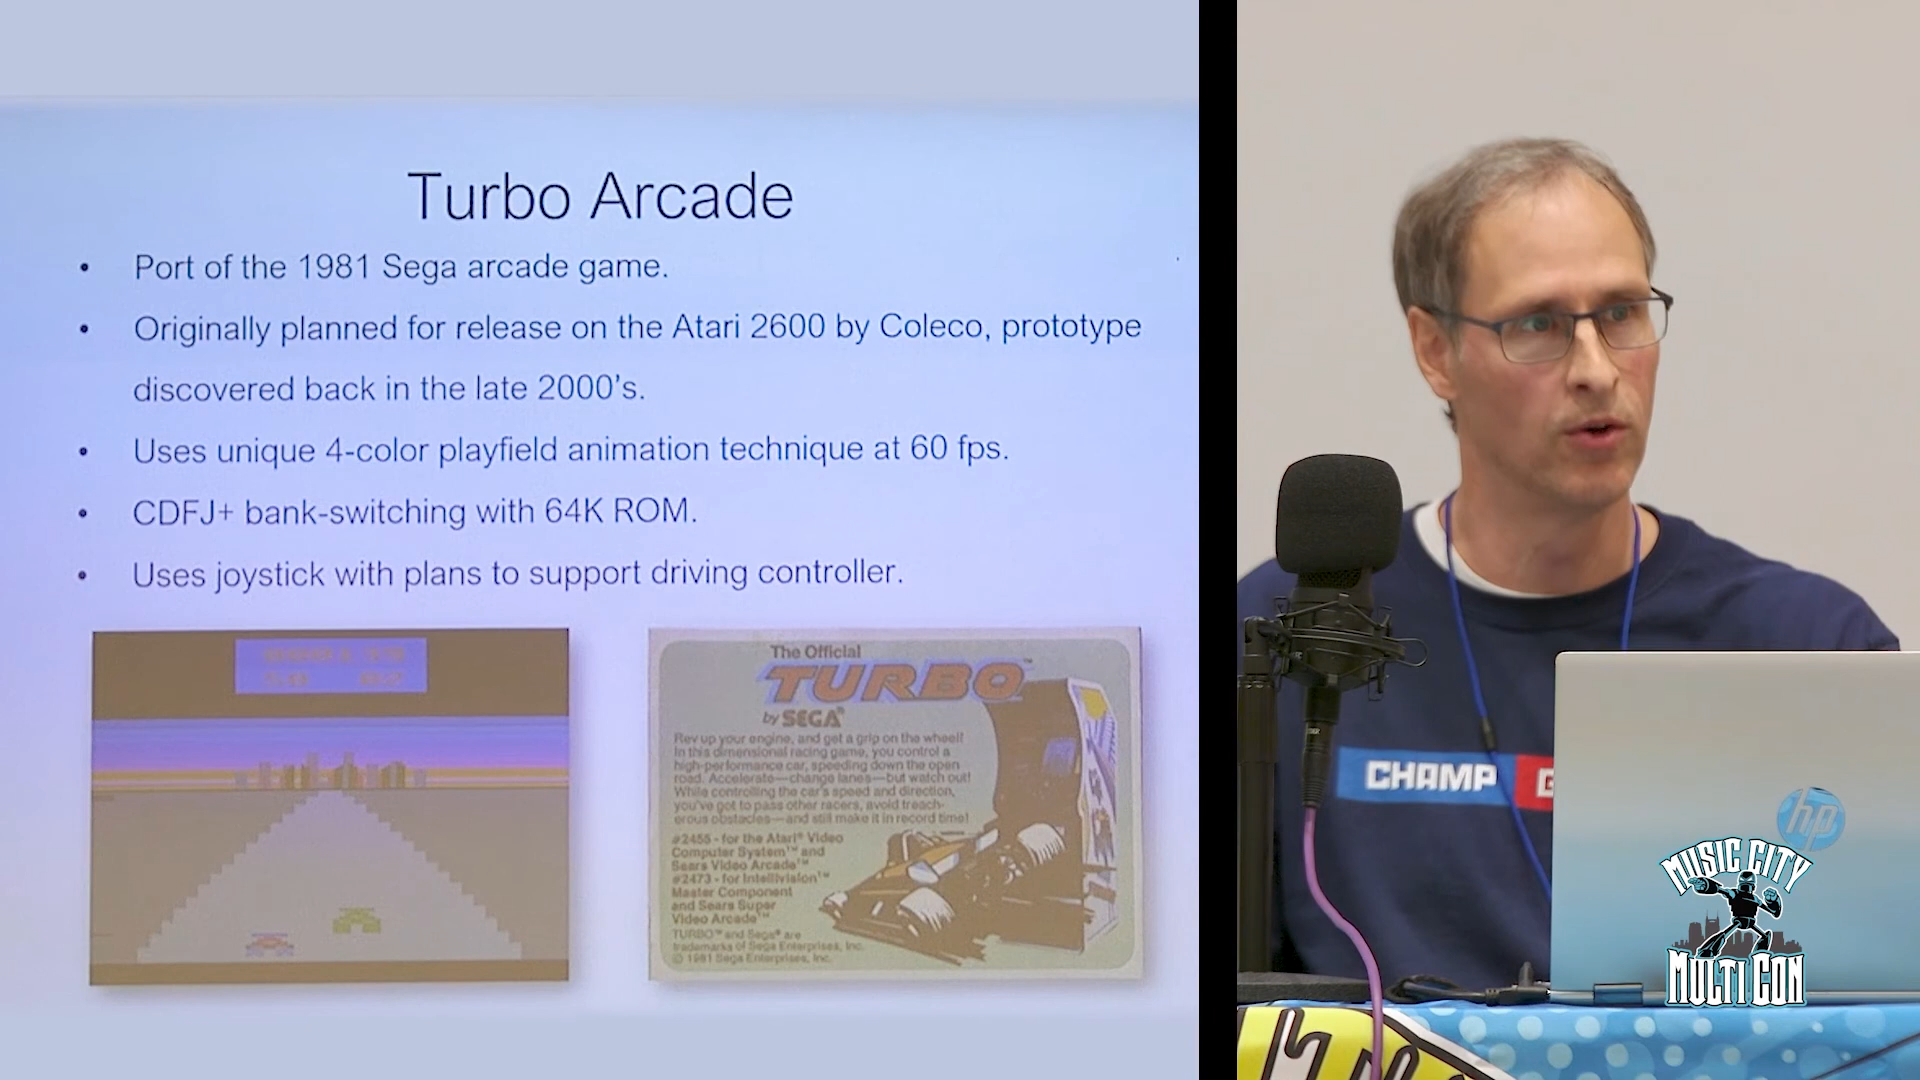 Turbo Arcade
• Port of the 1981 Sega arcade game.
• Originally planned for release on the Atari 2600 by Coleco, prototype
discovered back in the late 2000's.
• Uses unique 4-color playfield animation technique at 60 fps.
• CDFJ+ bank-switching with 64K ROM.
• Uses joystick with plans to support driving controller.
The Official
TURBO™
by SEGA®
Rev up your engine, and get a grip on the wheel!
In this dimensional racing game, you control a
high-performance car, speeding down the open
road. Accelerate—change lanes—but watch out!
While controlling the car's speed and direction,
you've got to pass other racers, avoid treach-
erous obstacles—and still make it in record time!
#2455 - for the Atari® Video
Computer System™ and
Sears Video Arcade™
#2473 - for Intellivision™
Master Component
and Sears Super
Video Arcade™
TURBO™ and Sega® are
trademarks of Sega Enterprises, Inc.
© 1981 Sega Enterprises, Inc.
CHAMP G
hp
MUSIC CITY
MULTI CON